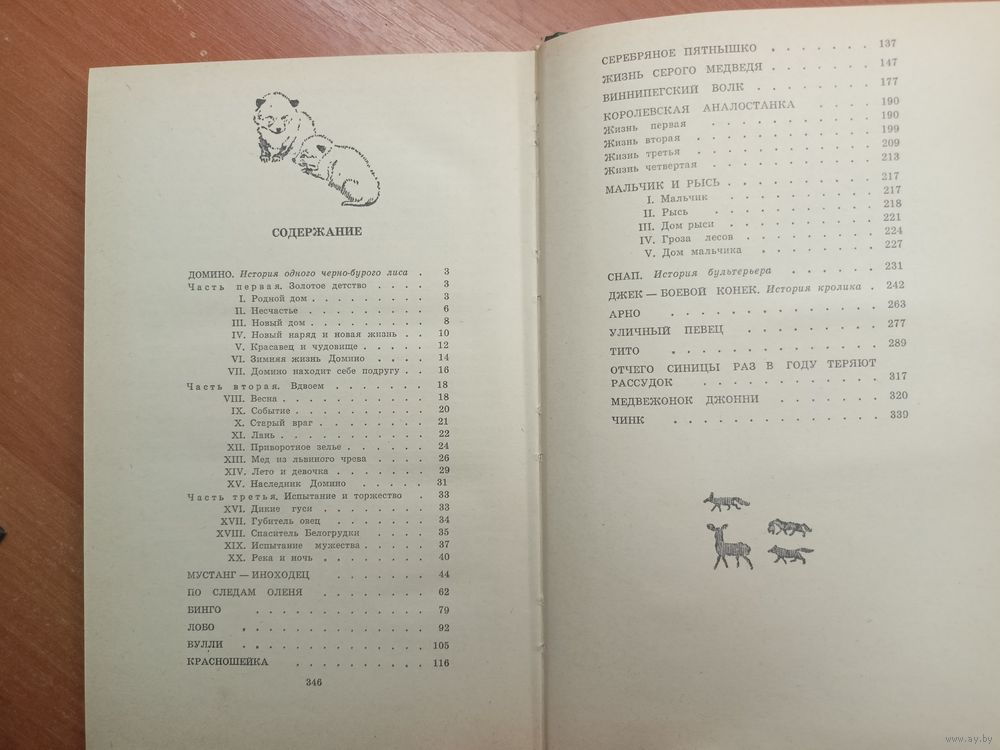 СОДЕРЖАНИЕ
ДОМИНО. История одного черно-бурого лиса . 3
Часть первая. Золотое детство . . . . 3
I. Родной дом . . . . . . . . 3
II. Несчастье . . . . . . . . . 6
III. Новый дом . . . . . . . . 8
IV. Новый наряд и новая жизнь . . 10
V. Красавец и чудовище . . . . . 12
VI. Зимняя жизнь Домино . . . . 14
VII. Домино находит себе подругу . . 16
Часть вторая. Вдвоем . . . . . . 18
VIII. Весна . . . . . . . . . . 18
IX. Событие . . . . . . . . . 20
X. Старый враг . . . . . . . . 21
XI. Лань . . . . . . . . . . . 22
XII. Приворотное зелье . . . . . . 24
XIII. Мед из львиного чрева . . . . 26
XIV. Лето и девочка . . . . . . . 29
XV. Наследник Домино . . . . . 31
Часть третья. Испытание и торжество . 33
XVI. Дикие гуси . . . . . . . . 33
XVII. Губитель овец . . . . . . . 34
XVIII. Спаситель Белогрудки . . . . . 35
XIX. Испытание мужества . . . . . 37
XX. Река и ночь . . . . . . . . 40
МУСТАНГ — ИНОХОДЕЦ . . . . . . . 44
ПО СЛЕДАМ ОЛЕНЯ . . . . . . . . 62
БИНГО . . . . . . . . . . . . 79
ЛОБО . . . . . . . . . . . . . 92
ВУЛЛИ . . . . . . . . . . . . 105
КРАСНОШЕЙКА . . . . . . . . . 116
346
СЕРЕБРЯНОЕ ПЯТНЫШКО . . . . . . . 137
ЖИЗНЬ СЕРОГО МЕДВЕДЯ . . . . . . . 147
ВИННИПЕГСКИЙ ВОЛК . . . . . . . . 177
КОРОЛЕВСКАЯ АНАЛОСТАНКА . . . . 190
Жизнь первая . . . . . . . . . . 190
Жизнь вторая . . . . . . . . . . 199
Жизнь третья . . . . . . . . . . 209
Жизнь четвертая . . . . . . . . . 213
МАЛЬЧИК И РЫСЬ . . . . . . . . . 217
I. Мальчик . . . . . . . . . 217
II. Рысь . . . . . . . . . . 218
III. Дом рыси . . . . . . . . 221
IV. Гроза лесов . . . . . . . . 224
V. Дом мальчика . . . . . . . 227
СНАП. История бультерьера . . . . . . 231
ДЖЕК — БОЕВОЙ КОНЕК. История кролика . 242
АРНО . . . . . . . . . . . . 263
УЛИЧНЫЙ ПЕВЕЦ . . . . . . . . 277
ТИТО . . . . . . . . . . . . 289
ОТЧЕГО СИНИЦЫ РАЗ В ГОДУ ТЕРЯЮТ
РАССУДОК . . . . . . . . . . . 317
МЕДВЕЖОНОК ДЖОННИ . . . . . . . 320
ЧИНК . . . . . . . . . . . . 339
www.ay.by